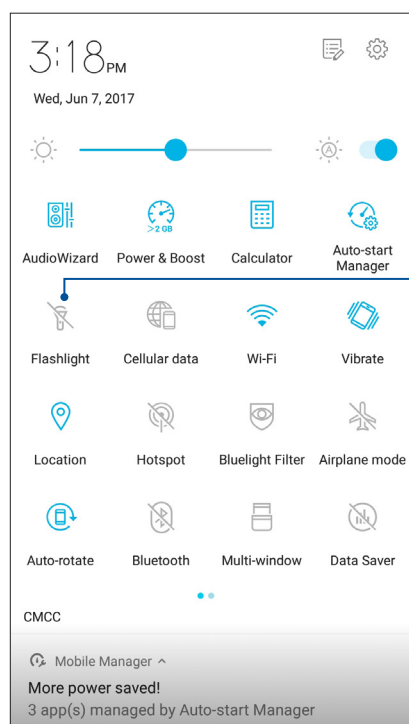 3:18 PM
Wed, Jun 7, 2017
A
>2 GB
AudioWizard Power & Boost Calculator Auto-start Manager
Flashlight Cellular data Wi-Fi Vibrate
Location Hotspot Bluelight Filter Airplane mode
Auto-rotate Bluetooth Multi-window Data Saver
CMCC
Mobile Manager
More power saved!
3 app(s) managed by Auto-start Manager